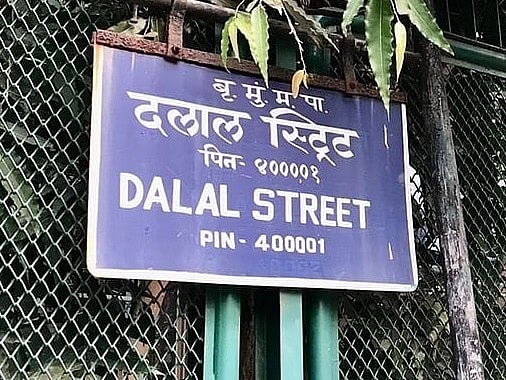 बृ. मुं. म. पा.
दलाल स्ट्रिट
पिन- ४००००१
DALAL STREET
PIN - 400001